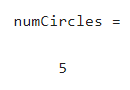 numCircles =
5